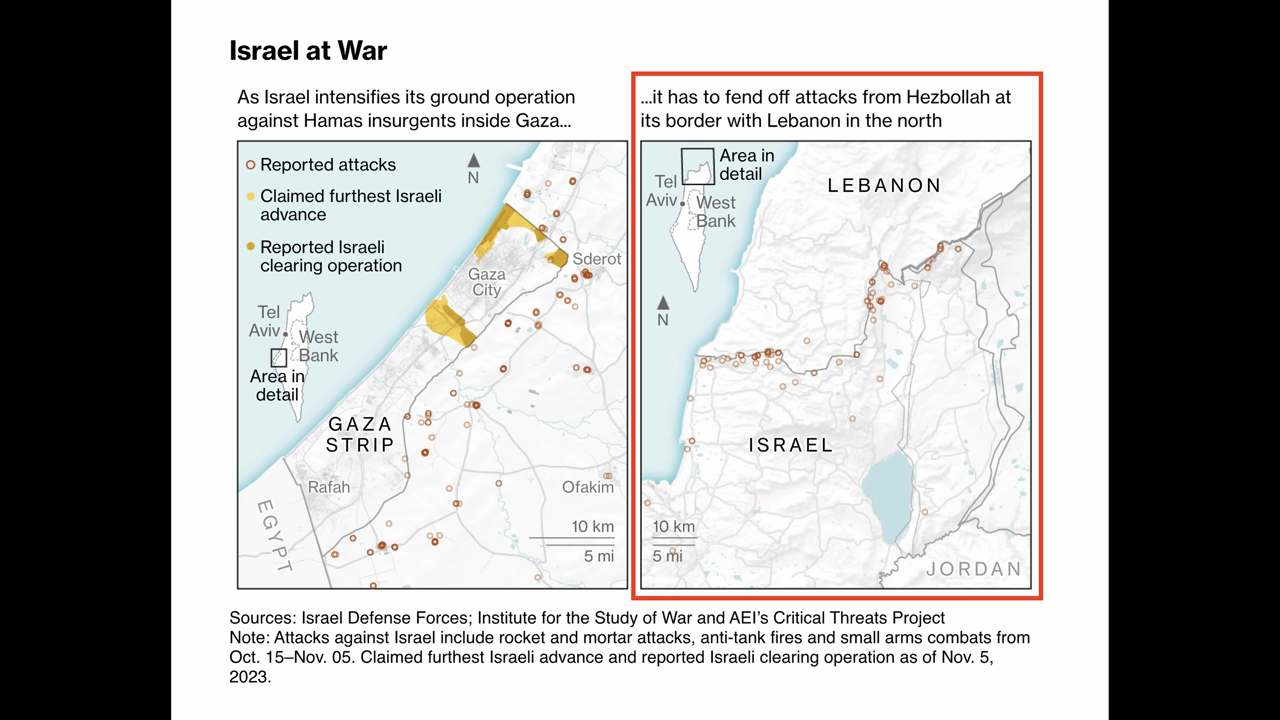 Israel at War
As Israel intensifies its ground operation
against Hamas insurgents inside Gaza...
Reported attacks
Claimed furthest Israeli
advance
Reported Israeli
clearing operation
N
Tel
Aviv
West
Bank
Area in
detail
Gaza
City
Sderot
GAZA
STRIP
Rafah
Ofakim
EGYPT
10 km
5 mi
...it has to fend off attacks from Hezbollah at
its border with Lebanon in the north
Area in
detail
Tel
Aviv
West
Bank
N
LEBANON
ISRAEL
10 km
5 mi
JORDAN
Sources: Israel Defense Forces; Institute for the Study of War and AEI's Critical Threats Project
Note: Attacks against Israel include rocket and mortar attacks, anti-tank fires and small arms combats from
Oct. 15–Nov. 05. Claimed furthest Israeli advance and reported Israeli clearing operation as of Nov. 5,
2023.